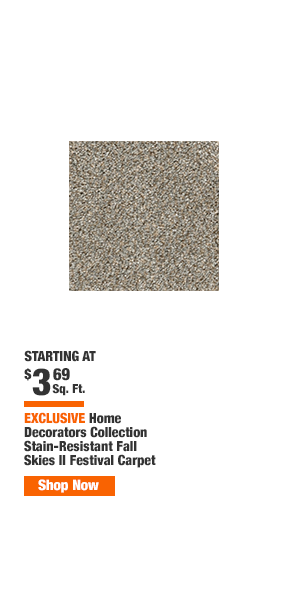 STARTING AT
$3 69
Sq. Ft.
EXCLUSIVE Home
Decorators Collection
Stain-Resistant Fall
Skies II Festival Carpet
Shop Now